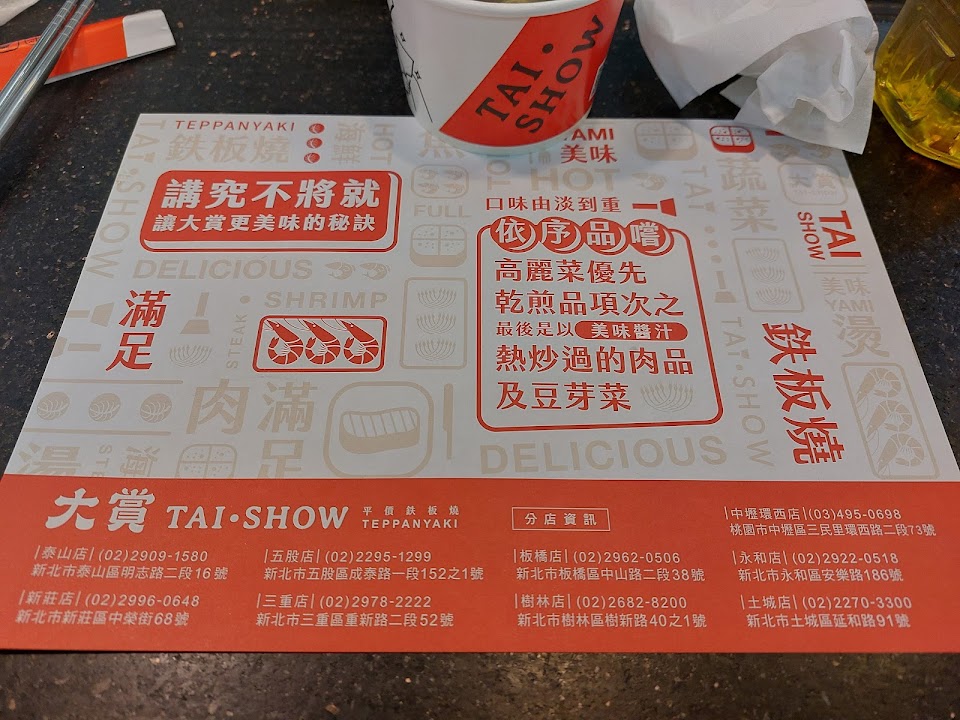 TAI·
SHOW
TEPPANYAKI
鉄板燒
HOT
YAMI
美味
HOT
蔬菜
TAI
SHOW
美味
YAMI
燙
TAI·SHOW
講究不將就
讓大賞更美味的秘訣
FULL
口味由淡到重
依序品嚐
高麗菜優先
乾煎品項次之
最後是以 美味醬汁
熱炒過的肉品
及豆芽菜
DELICIOUS
滿足
STEAK·SHRIMP
鉄板燒
TAI·SHOW
肉滿足
湯
DELICIOUS
大賞 TAI·SHOW 平價鉄板燒
TEPPANYAKI
分店資訊
|中壢環西店|(03)495-0698
桃園市中壢區三民里環西路二段73號
|泰山店|(02)2909-1580
新北市泰山區明志路二段16號
|五股店|(02)2295-1299
新北市五股區成泰路一段152之1號
|板橋店|(02)2962-0506
新北市板橋區中山路二段38號
|永和店|(02)2922-0518
新北市永和區安樂路186號
|新莊店|(02)2996-0648
新北市新莊區中榮街68號
|三重店|(02)2978-2222
新北市三重區重新路二段52號
|樹林店|(02)2682-8200
新北市樹林區樹新路40之1號
|土城店|(02)2270-3300
新北市土城區延和路91號